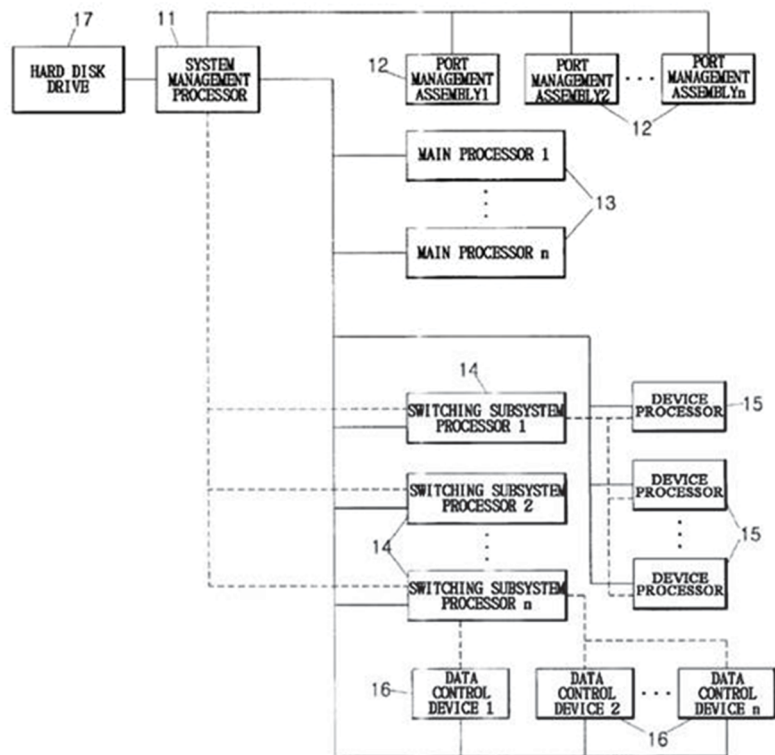 17
11
HARD DISK
DRIVE
SYSTEM
MANAGEMENT
PROCESSOR
12
PORT
MANAGEMENT
ASSEMBLY1
PORT
MANAGEMENT
ASSEMBLY2
...
PORT
MANAGEMENT
ASSEMBLYn
12
MAIN PROCESSOR 1
13
MAIN PROCESSOR n
14
SWITCHING SUBSYSTEM
PROCESSOR 1
DEVICE
PROCESSOR
15
SWITCHING SUBSYSTEM
PROCESSOR 2
DEVICE
PROCESSOR
14
15
SWITCHING SUBSYSTEM
PROCESSOR n
DEVICE
PROCESSOR
16
DATA
CONTROL
DEVICE 1
DATA
CONTROL
DEVICE 2
...
DATA
CONTROL
DEVICE n
16